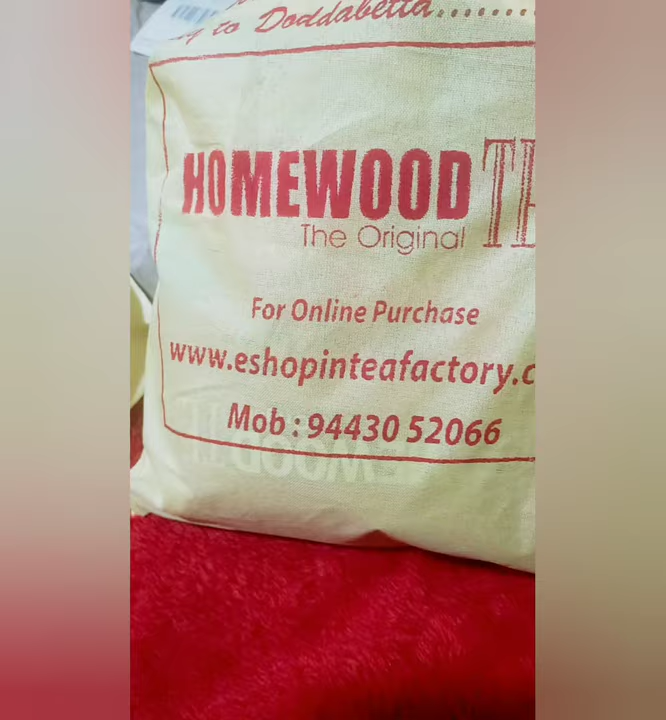 to Doddabetta...........
HOMEWOOD
The Original
For Online Purchase
www.eshopinteafactory.c
Mob : 94430 52066